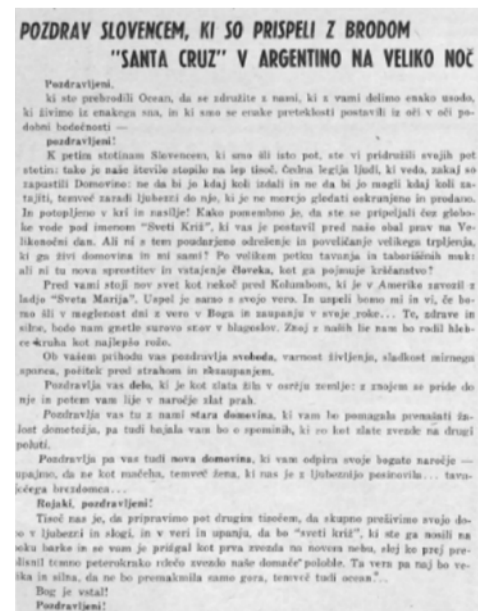 POZDRAV SLOVENCEM, KI SO PRISPELI Z BRODOM
"SANTA CRUZ" V ARGENTINO NA VELIKO NOČ
Pozdravljeni,
ki ste prebrodili Ocean, da se združite z nami, ki z vami delimo enako usodo,
ki živimo iz enakega sna, in ki smo se enake preteklosti postavili iz oči v oči po-
dobni bodečnosti —
pozdravljeni!
K petim stotinam Slovencem, ki smo šli isto pot, ste vi pridružili svojih pet
stotin: tako je naše število stopilo na lep tisoč. Čedna legija ljudi, ki vedo, zakaj so
zapustili Domovino: ne da bi jo kdaj koli izdali in ne da bi jo mogli kdaj koli za-
tajiti, temveč zaradi ljubezni do nje, ki je ne morejo gledati oskrunjeno in prodano.
In potopljeno v kri in nasilje! Kako pomembno je, da ste se pripeljali čez globo-
ke vode pod imenom "Sveti Križ", ki vas je postavil pred naše obal prav na Ve-
likonočni dan. Ali ni s tem poudarjeno odrešenje in poveličanje velikega trpljenja,
ki ga živi domovina in mi sami? Po velikem petku tavanja in taboriščnih muk:
ali ni tu nova sprostitev in vstajenje človeka, kot ga pojmuje krščanstvo?
Pred vami stoji nov svet kot nekoč pred Kolumbom, ki je v Amerike zavozil z
ladjo "Sveta Marija". Uspel je samo s svojo vero. In uspeli bomo mi in vi, če bo-
mo šli v meglenost dni z vero v Boga in zaupanju v svoje roke... Te, zdrave in
silne, bodo nam gnetle surovo snov v blagoslov. Znoj z naših lic nam bo rodil hleb-
ce kruha kot najlepšo rožo.
Ob vašem prihodu vas pozdravlja svoboda, varnost življenja, sladkost mirnega
spanca, počitek pred strahom in nezaupanjem.
Pozdravlja vas delo, ki je kot zlata žila v osrčju zemlje: z znojem se pride do
nje in potem vam lije v naročje zlat prah.
Pozdravlja vas tu z nami stara domovina, ki vam bo pomagala prenašati ža-
lost domotožja, pa tudi bajala vam bo o spominih, ki so kot zlate zvezde na drugi
poluti.
Pozdravlja pa vas tudi nova domovina, ki vam odpira svoje bogato naročje —
upajmo, da ne kot mačeha, temveč žena, ki nas je z ljubeznijo posinovila... tavu-
jočega brezdomca...
Rojaki, pozdravljeni!
Tisoč nas je, da pripravimo pot drugim tisočem, da skupno preživimo svojo do-
bo v ljubezni in slogi, in v veri in upanju, da bo "sveti križ", ki ste ga nosili na
boku barke in se vam je prižgal kot prva zvezda na novem nebu, slej ko prej pre-
blisnil temno peterokrako rdečo zvezdo naše domače poloble. Ta vera pa naj bo ve-
lika in silna, da ne bo premaknila samo gora, temveč tudi ocean...
Bog je vstal!
Pozdravljeni!